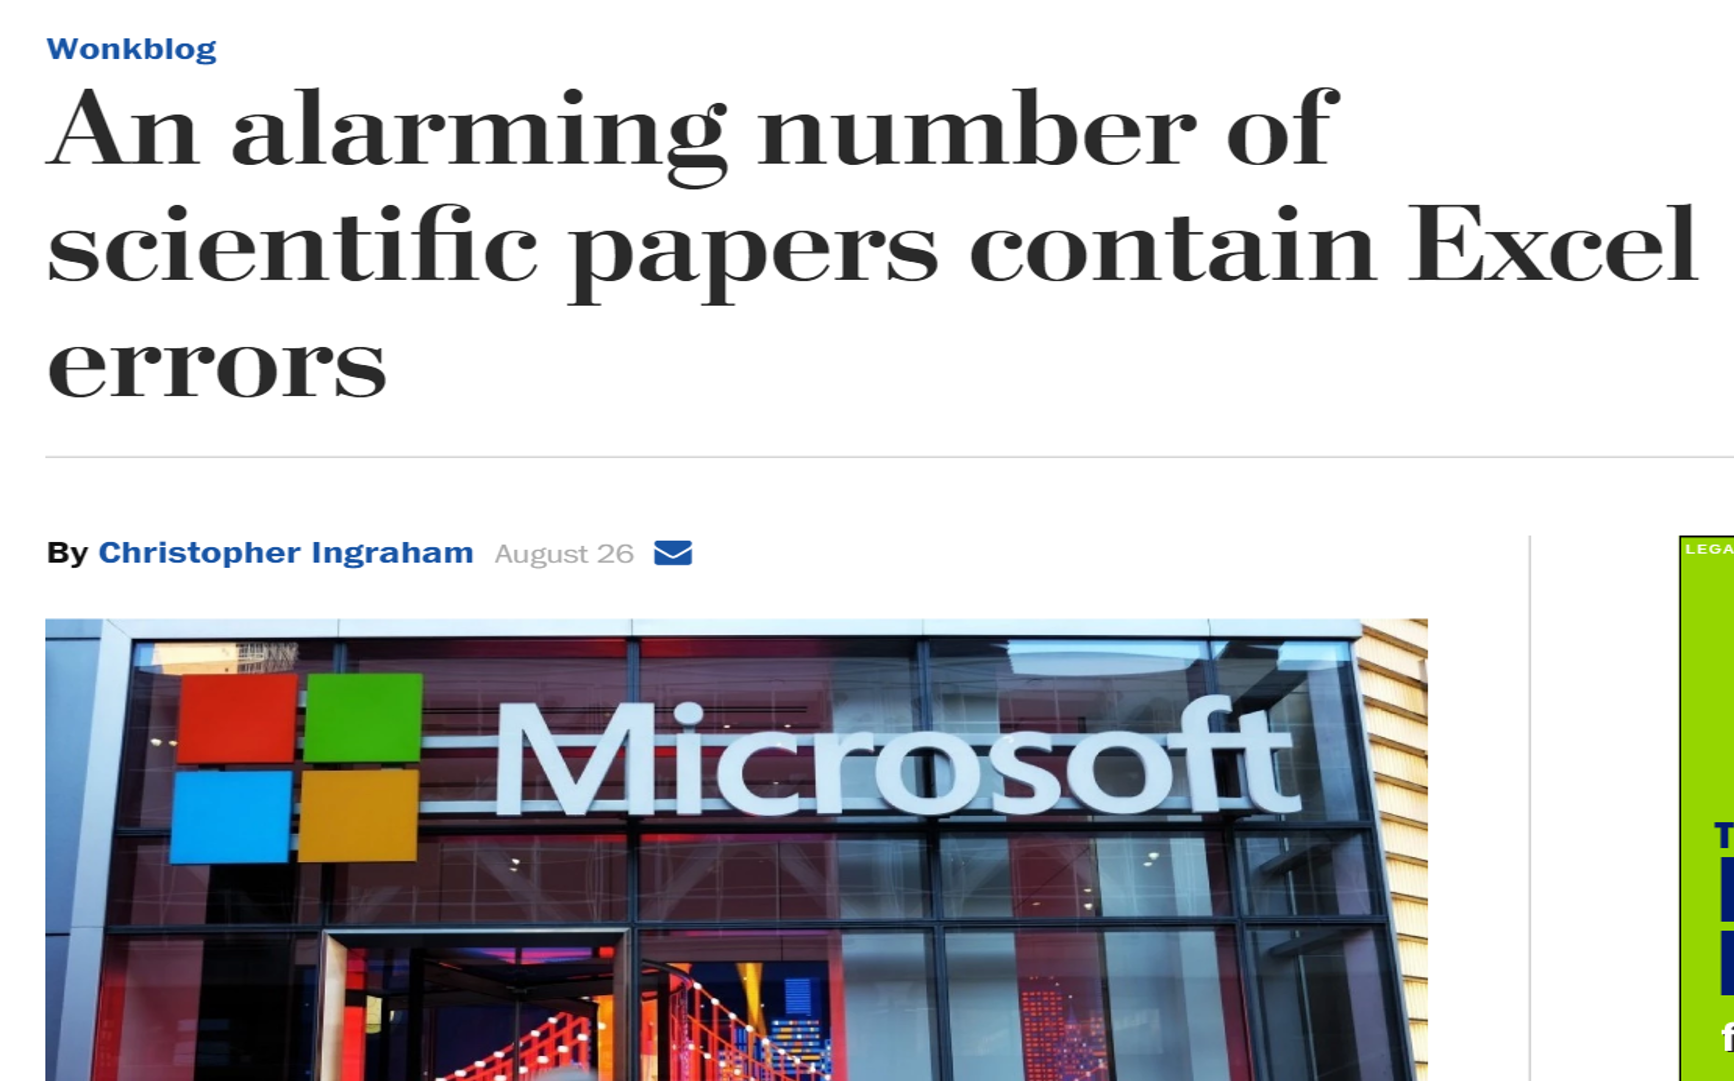 Wonkblog
An alarming number of
scientific papers contain Excel
errors
By Christopher Ingraham August 26
Microsoft